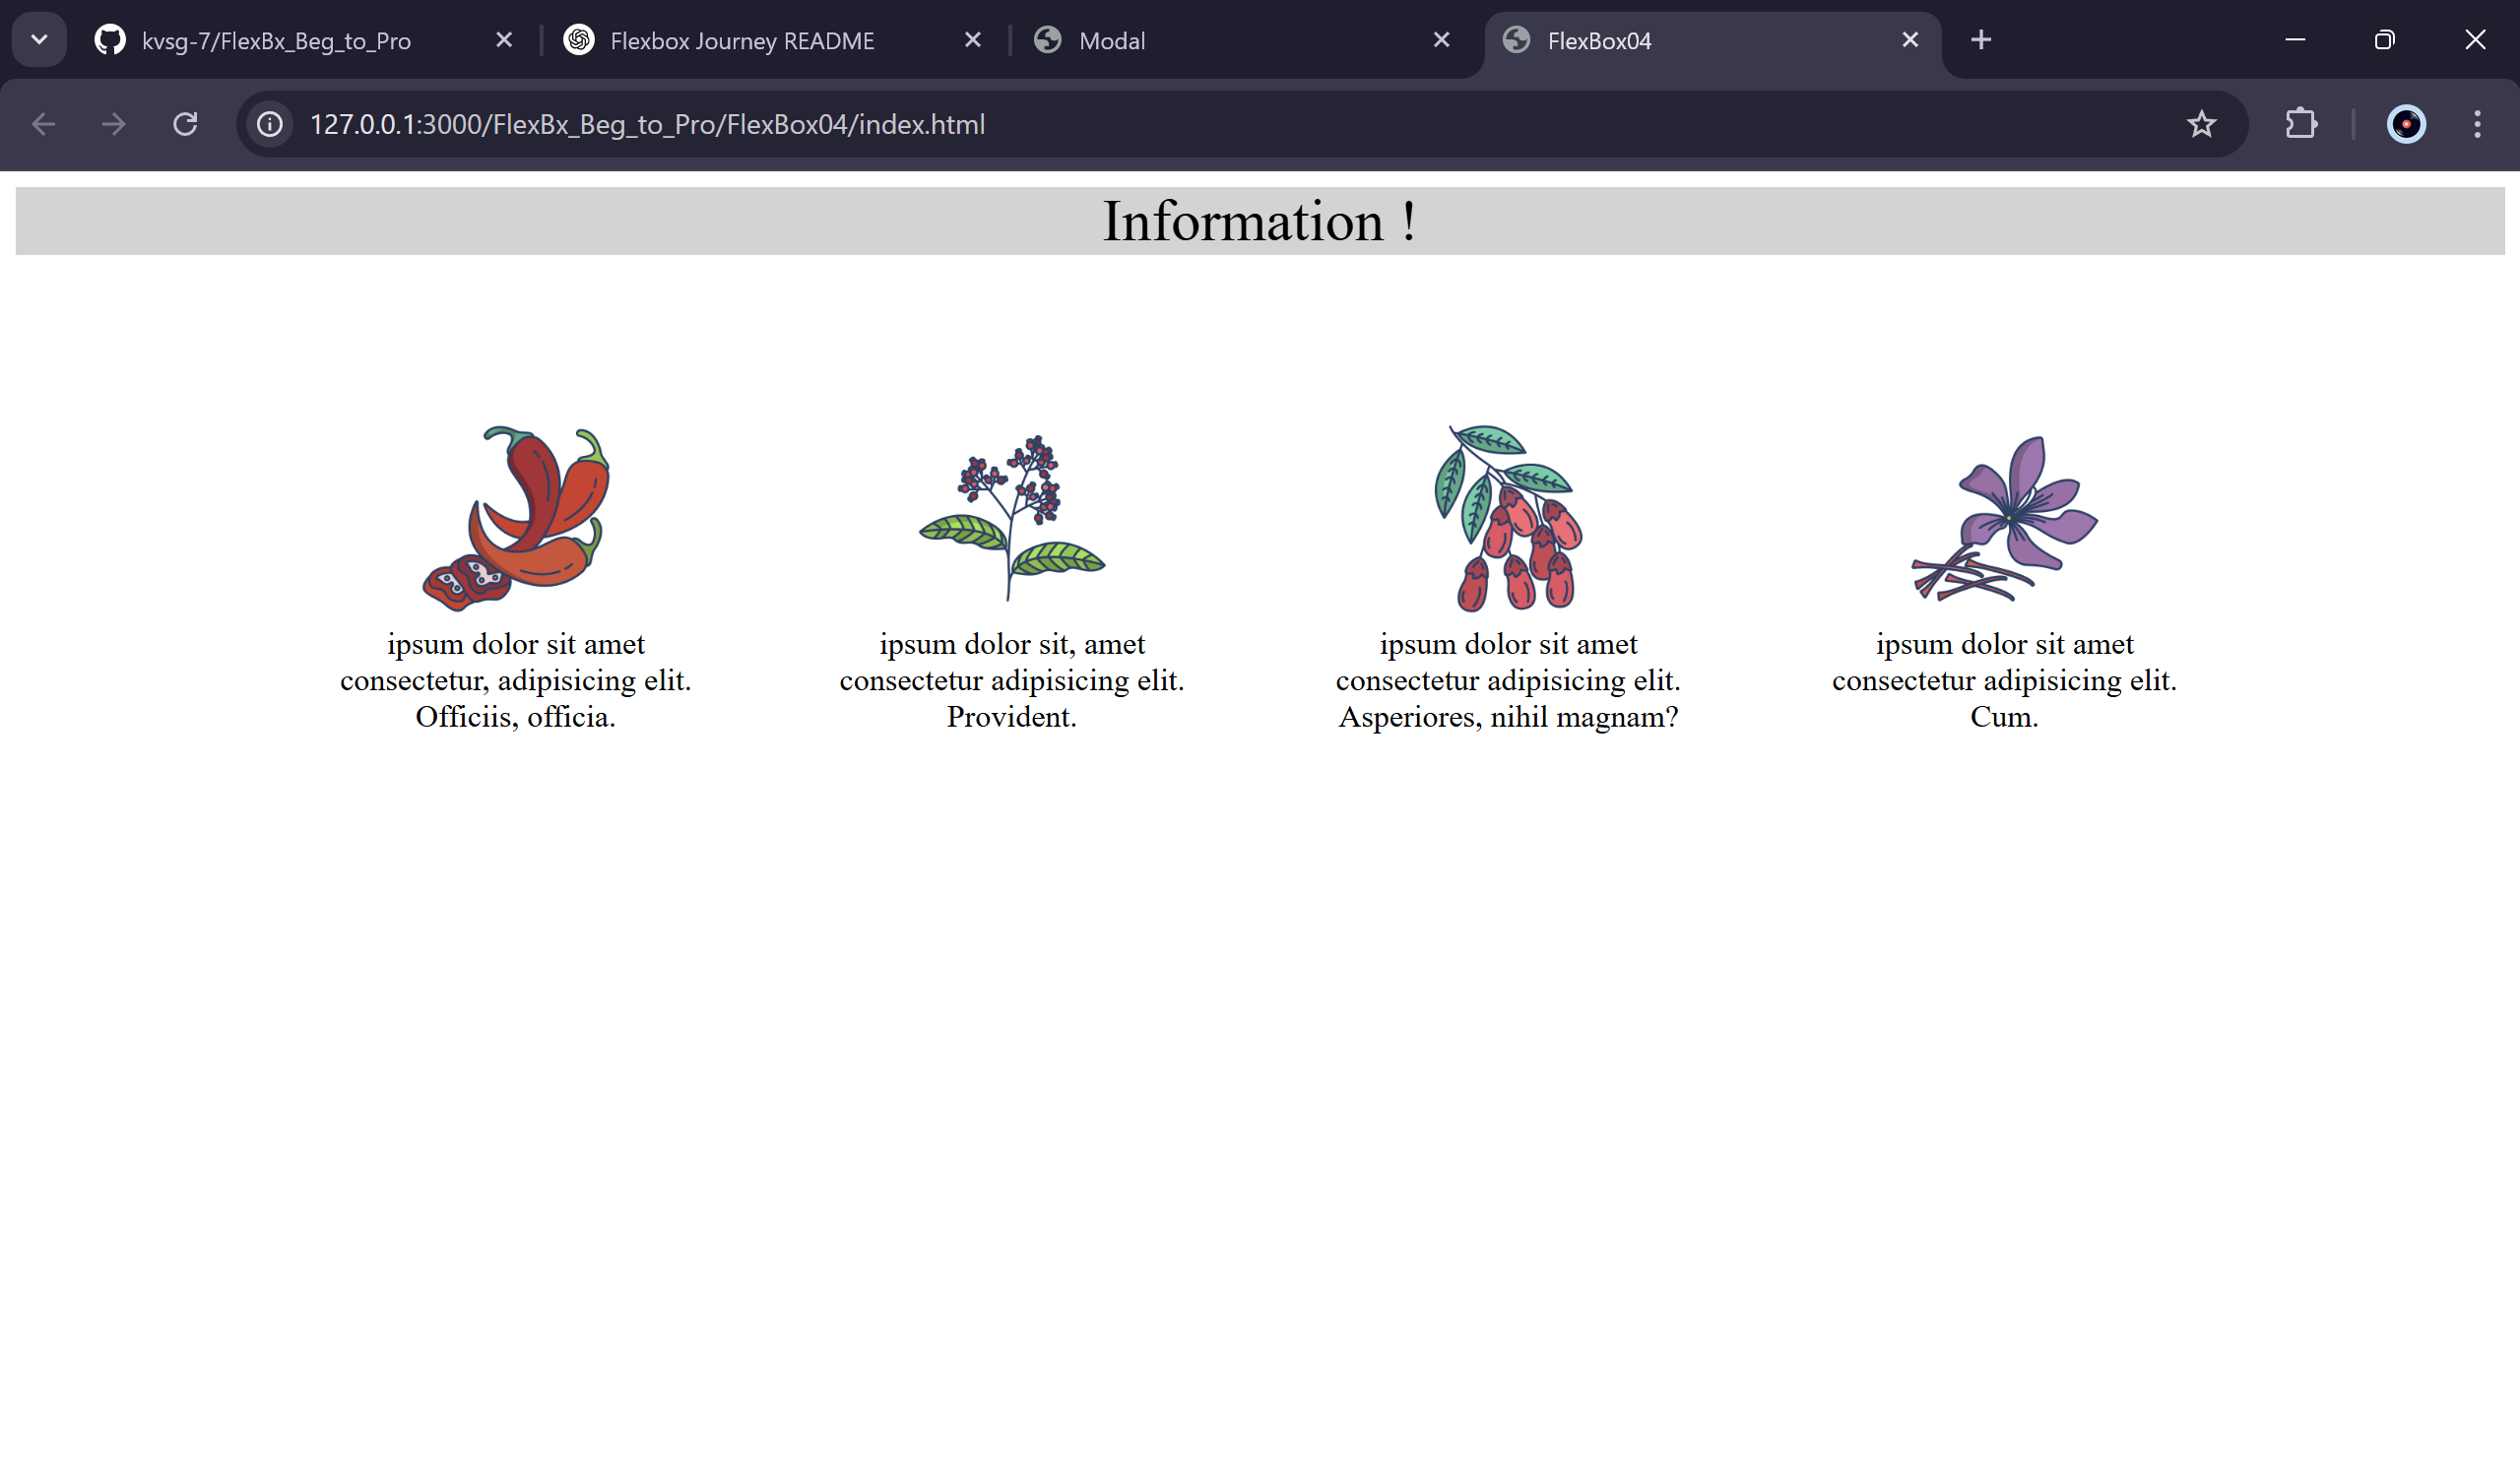 kvsg-7/FlexBx_Beg_to_Pro
Flexbox Journey README
Modal
FlexBox04
127.0.0.1:3000/FlexBx_Beg_to_Pro/FlexBox04/index.html
Information !
ipsum dolor sit amet
consectetur, adipisicing elit.
Officiis, officia.
ipsum dolor sit, amet
consectetur adipisicing elit.
Provident.
ipsum dolor sit amet
consectetur adipisicing elit.
Asperiores, nihil magnam?
ipsum dolor sit amet
consectetur adipisicing elit.
Cum.